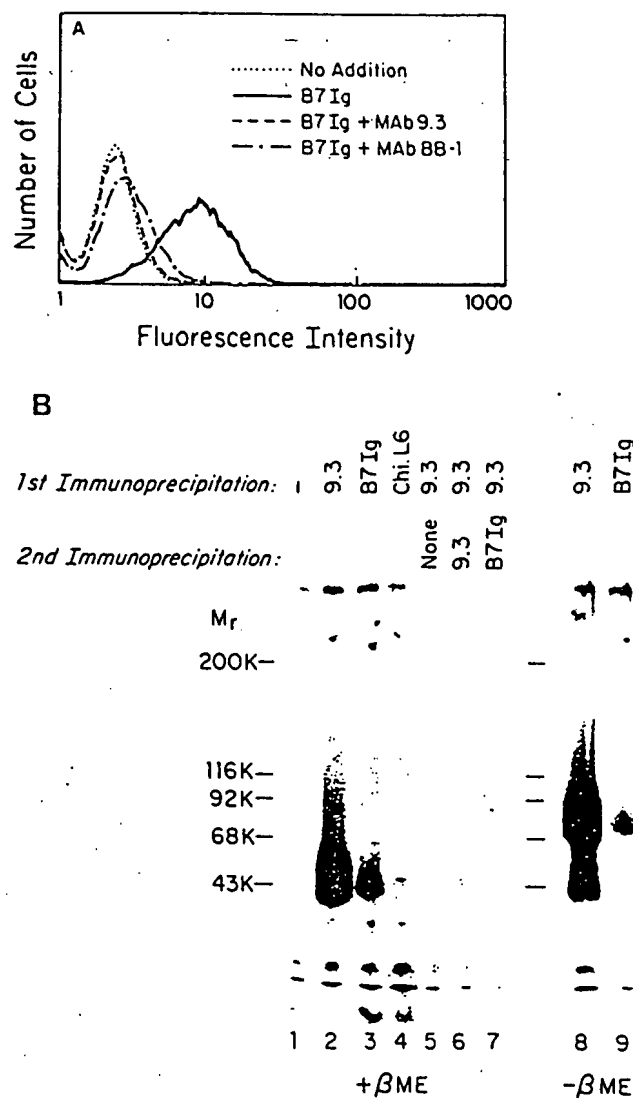 A
No Addition
B7Ig
B7Ig + MAb 9.3
B7Ig + MAb BB-1
Number of Cells
1 10 100 1000
Fluorescence Intensity
B
1st Immunoprecipitation: - 9.3 B7Ig Chi.L6 9.3 9.3 9.3 9.3 B7Ig
2nd Immunoprecipitation: None 9.3 B7Ig
Mr
200K
116K
92K
68K
43K
1 2 3 4 5 6 7 8 9
+βME -βME